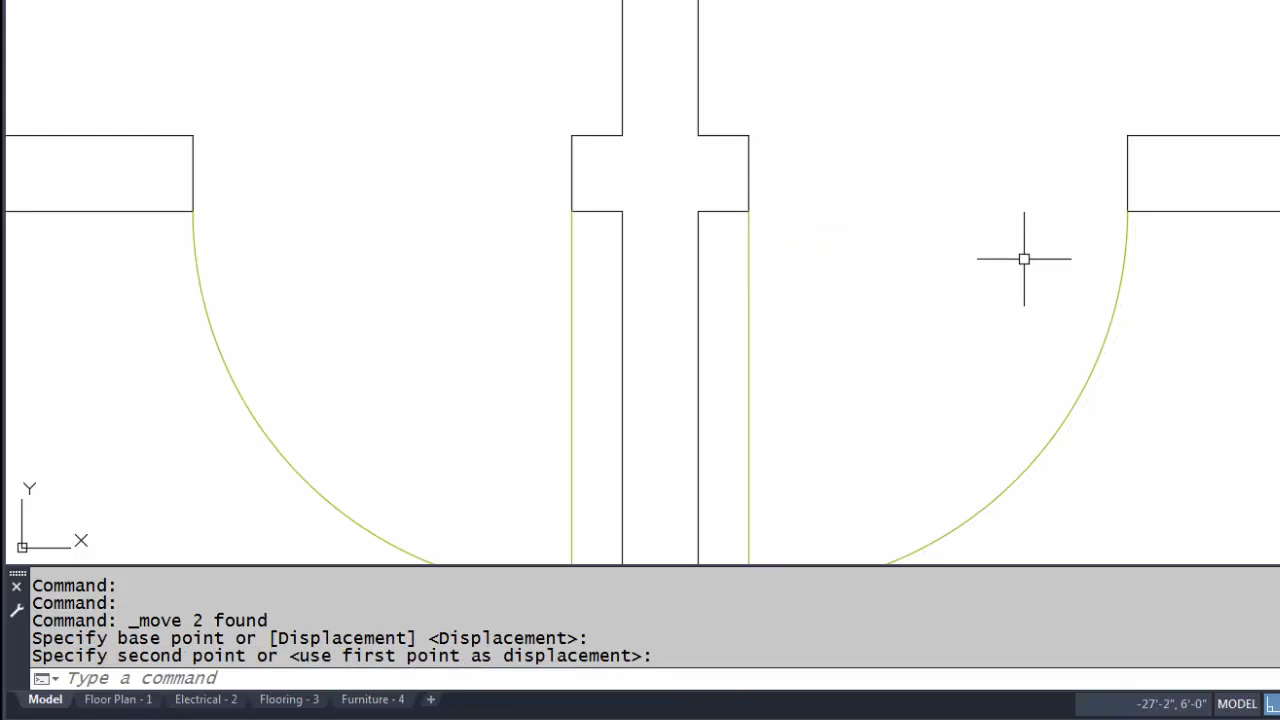 Y
X
Command:
Command:
Command: _move 2 found
Specify base point or [Displacement] <Displacement>:
Specify second point or <use first point as displacement>:
Type a command
Model Floor Plan - 1 Electrical - 2 Flooring - 3 Furniture - 4 + -27'-2", 6'-0" MODEL